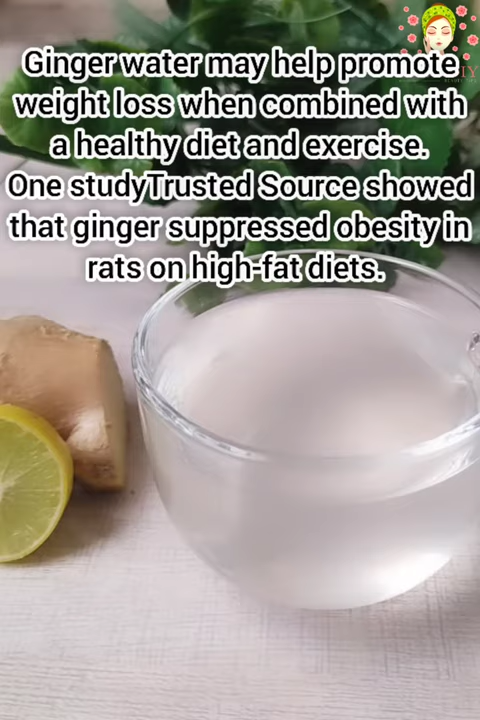 Ginger water may help promote
weight loss when combined with
a healthy diet and exercise.
One studyTrusted Source showed
that ginger suppressed obesity in
rats on high-fat diets.